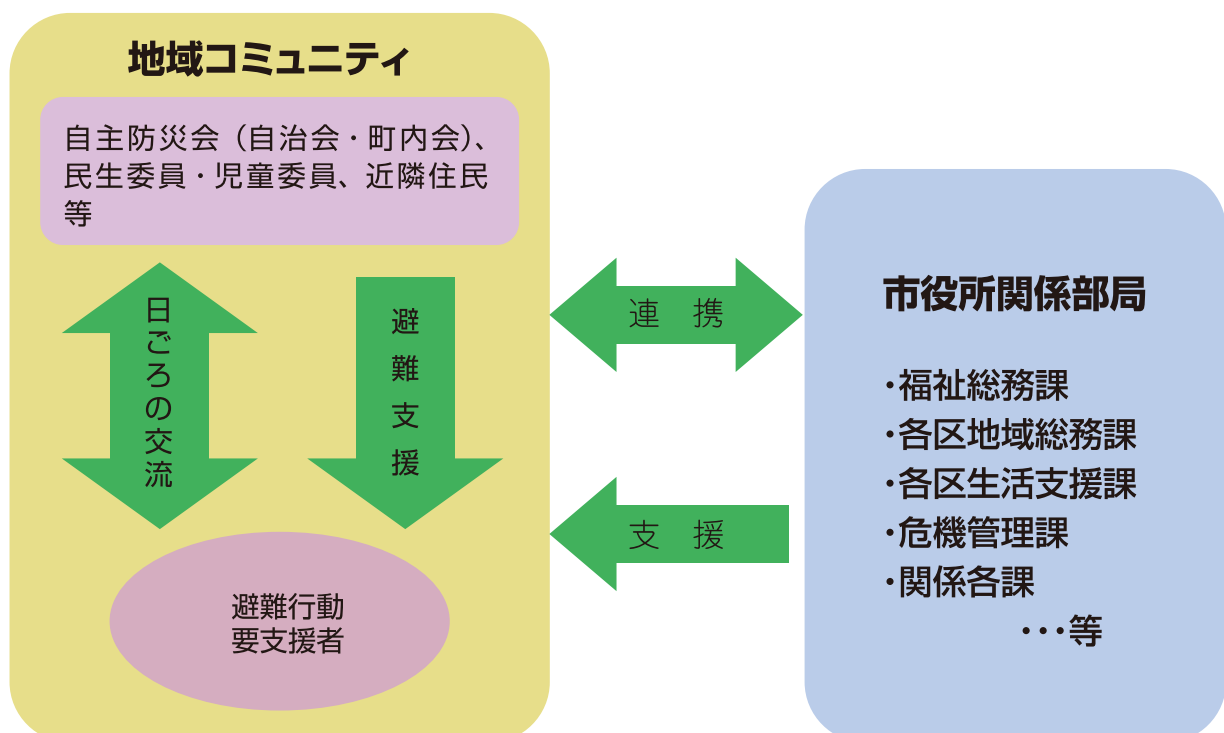 地域コミュニティ
自主防災会（自治会・町内会）、
民生委員・児童委員、近隣住民
等
日ごろの交流
避難支援
避難行動
要支援者
連携
支援
市役所関係部局
・福祉総務課
・各区地域総務課
・各区生活支援課
・危機管理課
・関係各課
・・・等